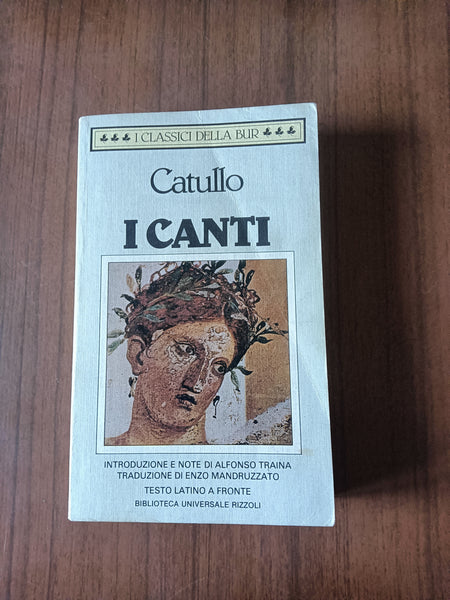 I CLASSICI DELLA BUR
Catullo
I CANTI
INTRODUZIONE E NOTE DI ALFONSO TRAINA
TRADUZIONE DI ENZO MANDRUZZATO
TESTO LATINO A FRONTE
BIBLIOTECA UNIVERSALE RIZZOLI